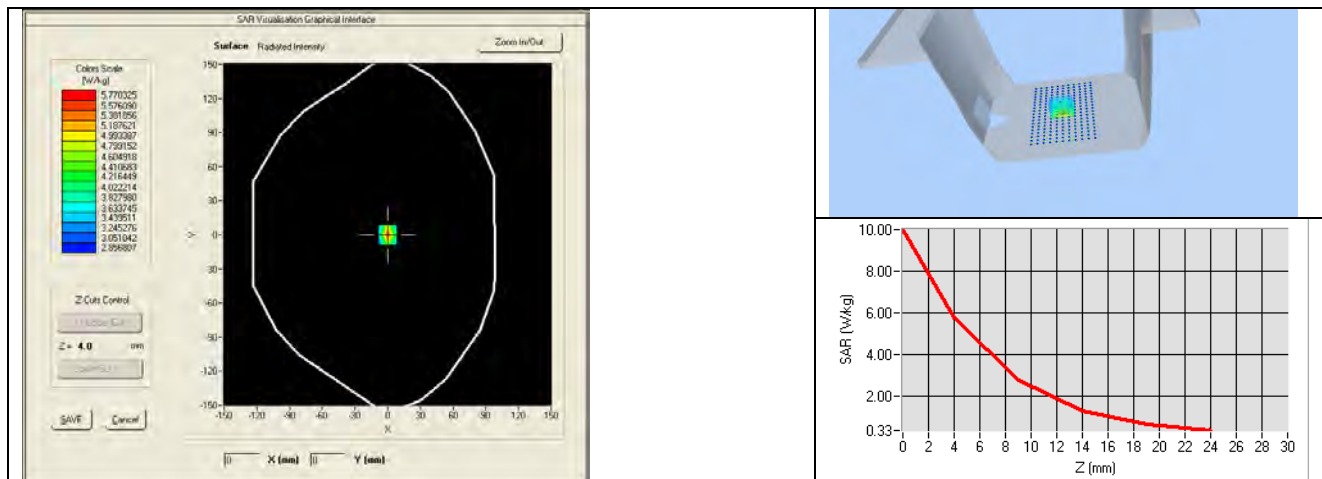 SAR Visualisation Graphical Interface
Surface Radiated Intensity
Zoom In/Out
Colors Scale
(W/kg)
5.770325
5.576090
5.381856
5.187621
4.993387
4.799152
4.604918
4.410683
4.216449
4.022214
3.827980
3.633745
3.439511
3.245276
3.051042
2.856807
150
120
90
60
30
0
-30
-60
-90
-120
-150
Y
-150 -120 -90 -60 -30 0 30 60 90 120 150
X
Z Cuts Control
Z = 4.0 mm
SAVE Cancel
0 X (mm) 0 Y (mm)
10.00
8.00
6.00
4.00
2.00
0.33
SAR (W/kg)
0 2 4 6 8 10 12 14 16 18 20 22 24 26 28 30
Z (mm)